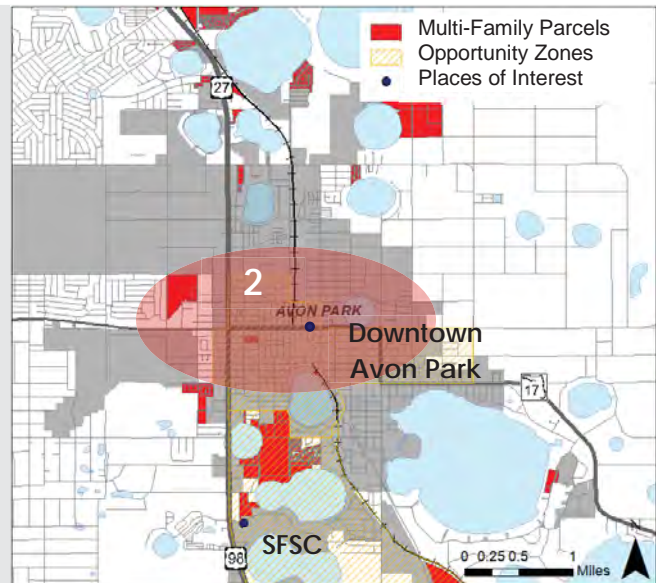 Multi-Family Parcels
Opportunity Zones
Places of Interest
27
2
AVON PARK
Downtown
Avon Park
17
SFSC
98
0 0.25 0.5 1
Miles
N